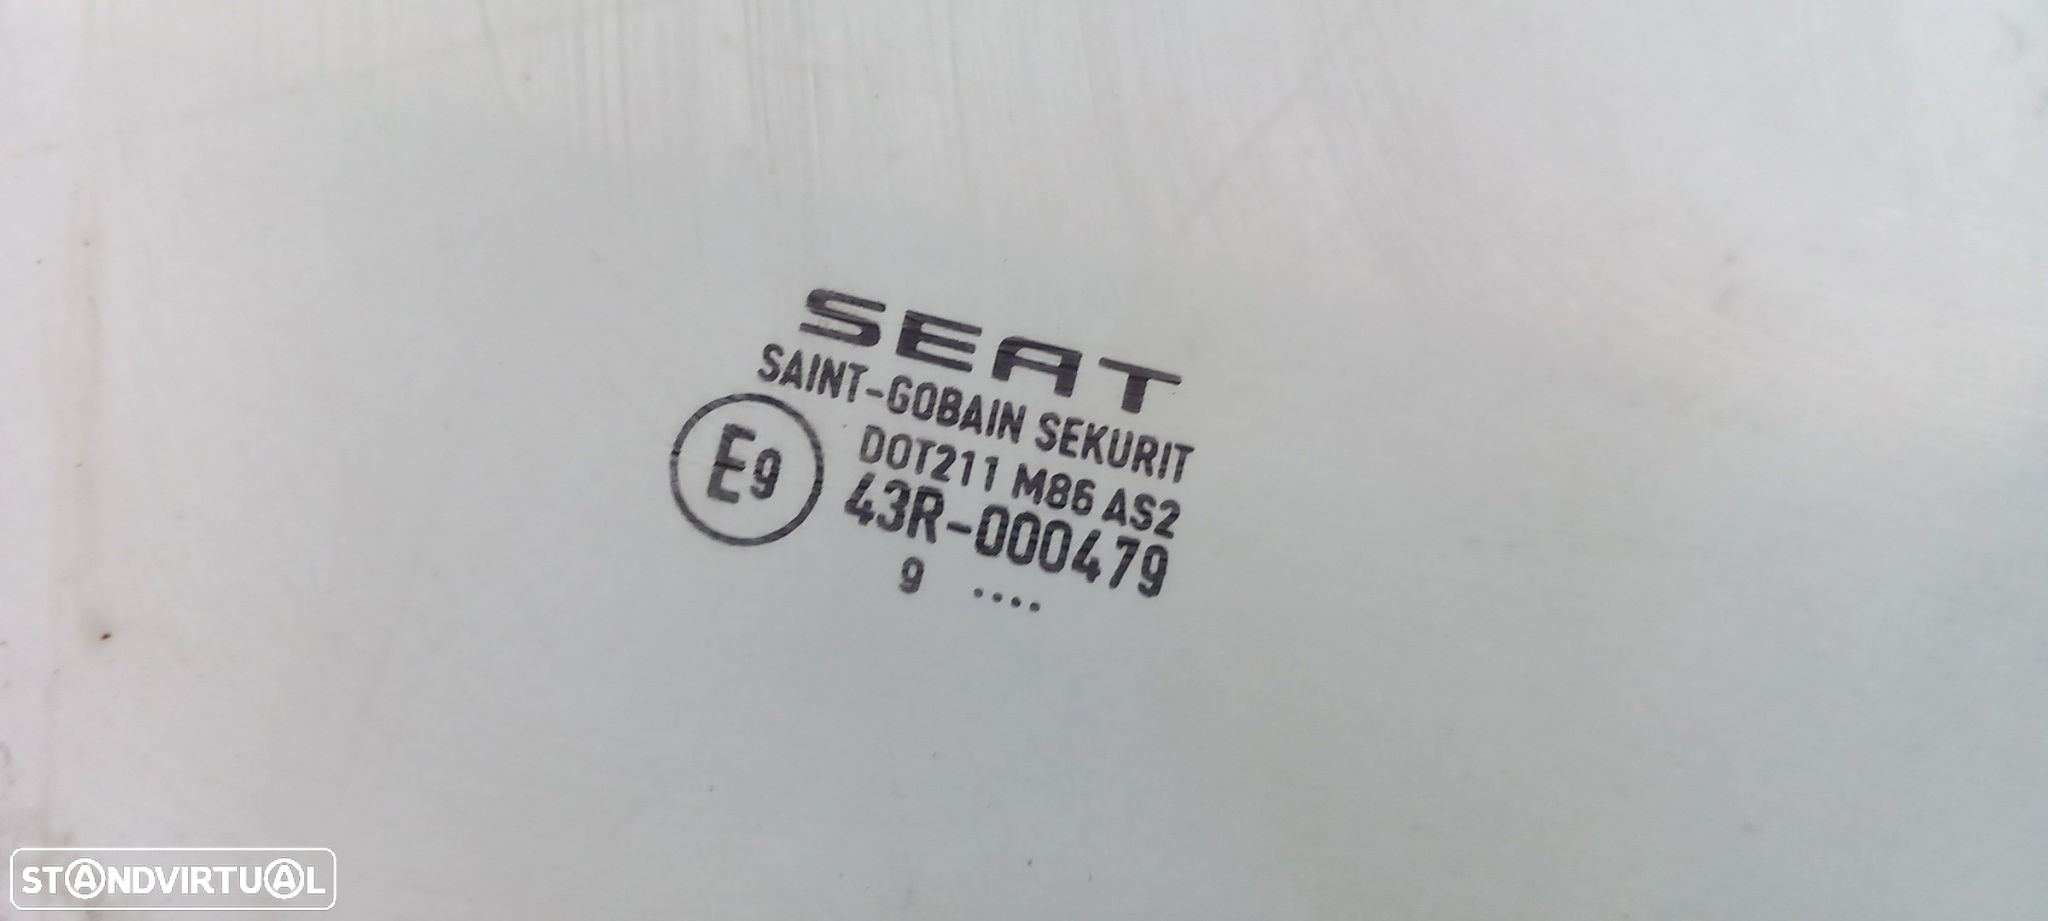 SEAT
SAINT-GOBAIN SEKURIT
E9
DOT211 M86 AS2
43R-000479
9 ....
STANDVIRTUAL